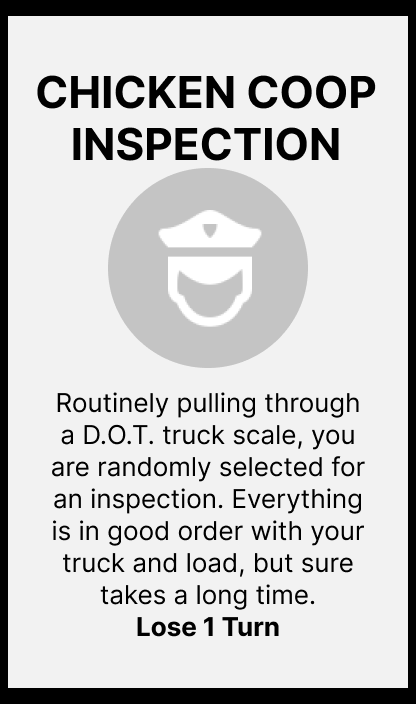 CHICKEN COOP
INSPECTION
Routinely pulling through
a D.O.T. truck scale, you
are randomly selected for
an inspection. Everything
is in good order with your
truck and load, but sure
takes a long time.
Lose 1 Turn